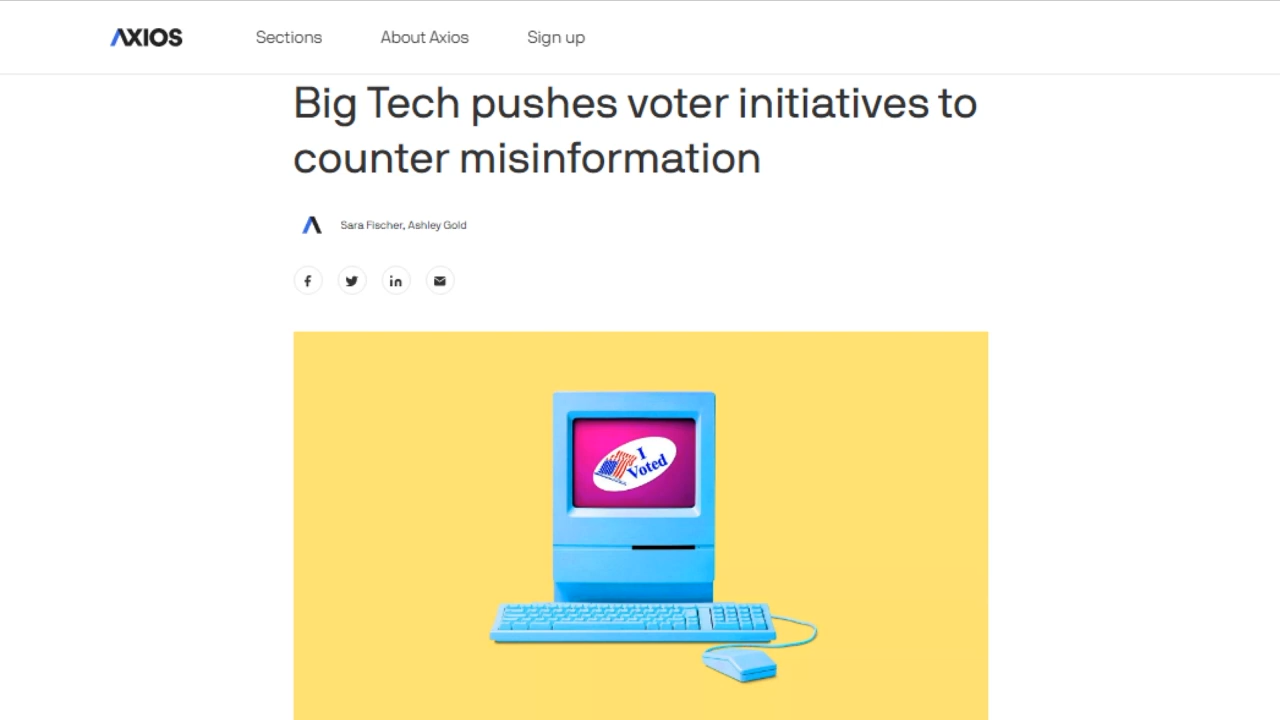 AXIOS
Sections
About Axios
Sign up
Big Tech pushes voter initiatives to
counter misinformation
Sara Fischer, Ashley Gold
I
Voted